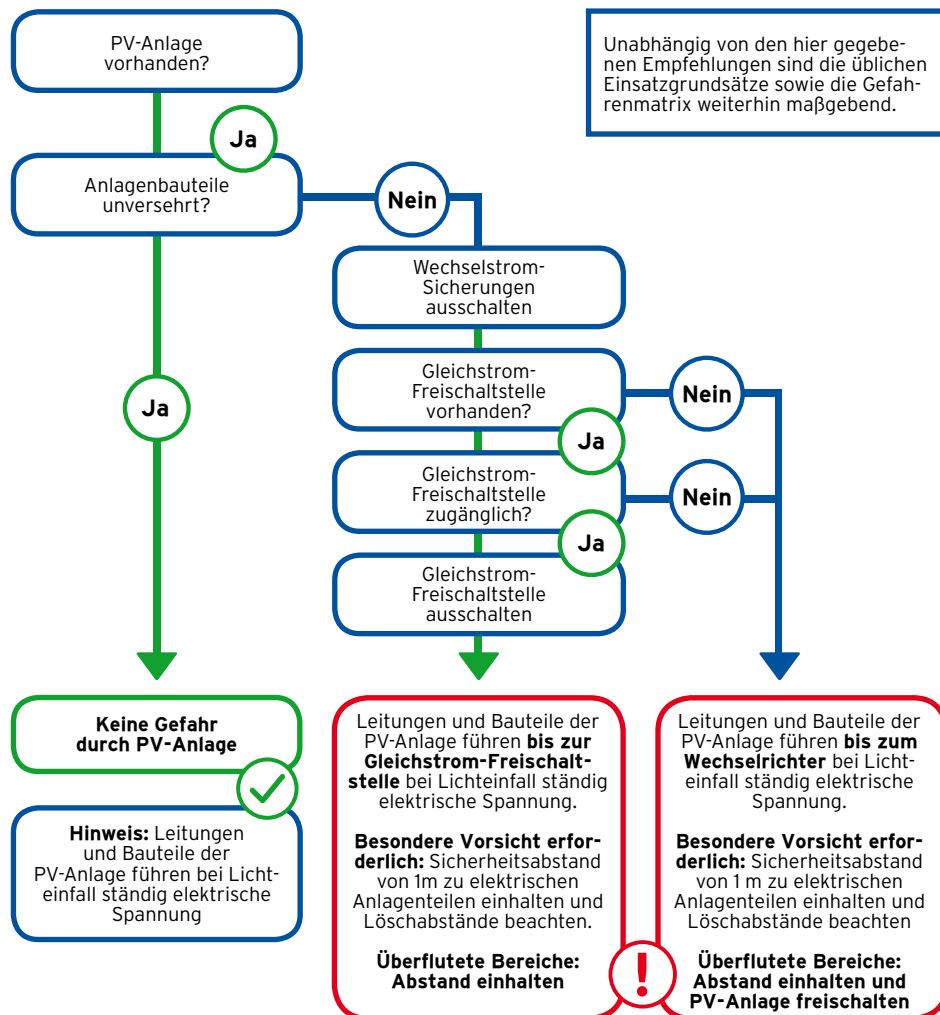 PV-Anlage
vorhanden?
Unabhängig von den hier gegebe-
nen Empfehlungen sind die üblichen
Einsatzgrundsätze sowie die Gefah-
renmatrix weiterhin maßgebend.
Ja
Anlagenbauteile
unversehrt?
Nein
Wechselstrom-
Sicherungen
ausschalten
Gleichstrom-
Freischaltstelle
vorhanden?
Nein
Ja
Ja
Gleichstrom-
Freischaltstelle
zugänglich?
Nein
Ja
Gleichstrom-
Freischaltstelle
ausschalten
Keine Gefahr
durch PV-Anlage
Hinweis: Leitungen
und Bauteile der
PV-Anlage führen bei Licht-
einfall ständig elektrische
Spannung
Leitungen und Bauteile der
PV-Anlage führen bis zur
Gleichstrom-Freischalt-
stelle bei Lichteinfall ständig
elektrische Spannung.
Besondere Vorsicht erfor-
derlich: Sicherheitsabstand
von 1m zu elektrischen
Anlagenteilen einhalten und
Löschabstände beachten.
Überflutete Bereiche:
Abstand einhalten
!
Leitungen und Bauteile der
PV-Anlage führen bis zum
Wechselrichter bei Licht-
einfall ständig elektrische
Spannung.
Besondere Vorsicht erfor-
derlich: Sicherheitsabstand
von 1 m zu elektrischen
Anlagenteilen einhalten und
Löschabstände beachten
Überflutete Bereiche:
Abstand einhalten und
PV-Anlage freischalten